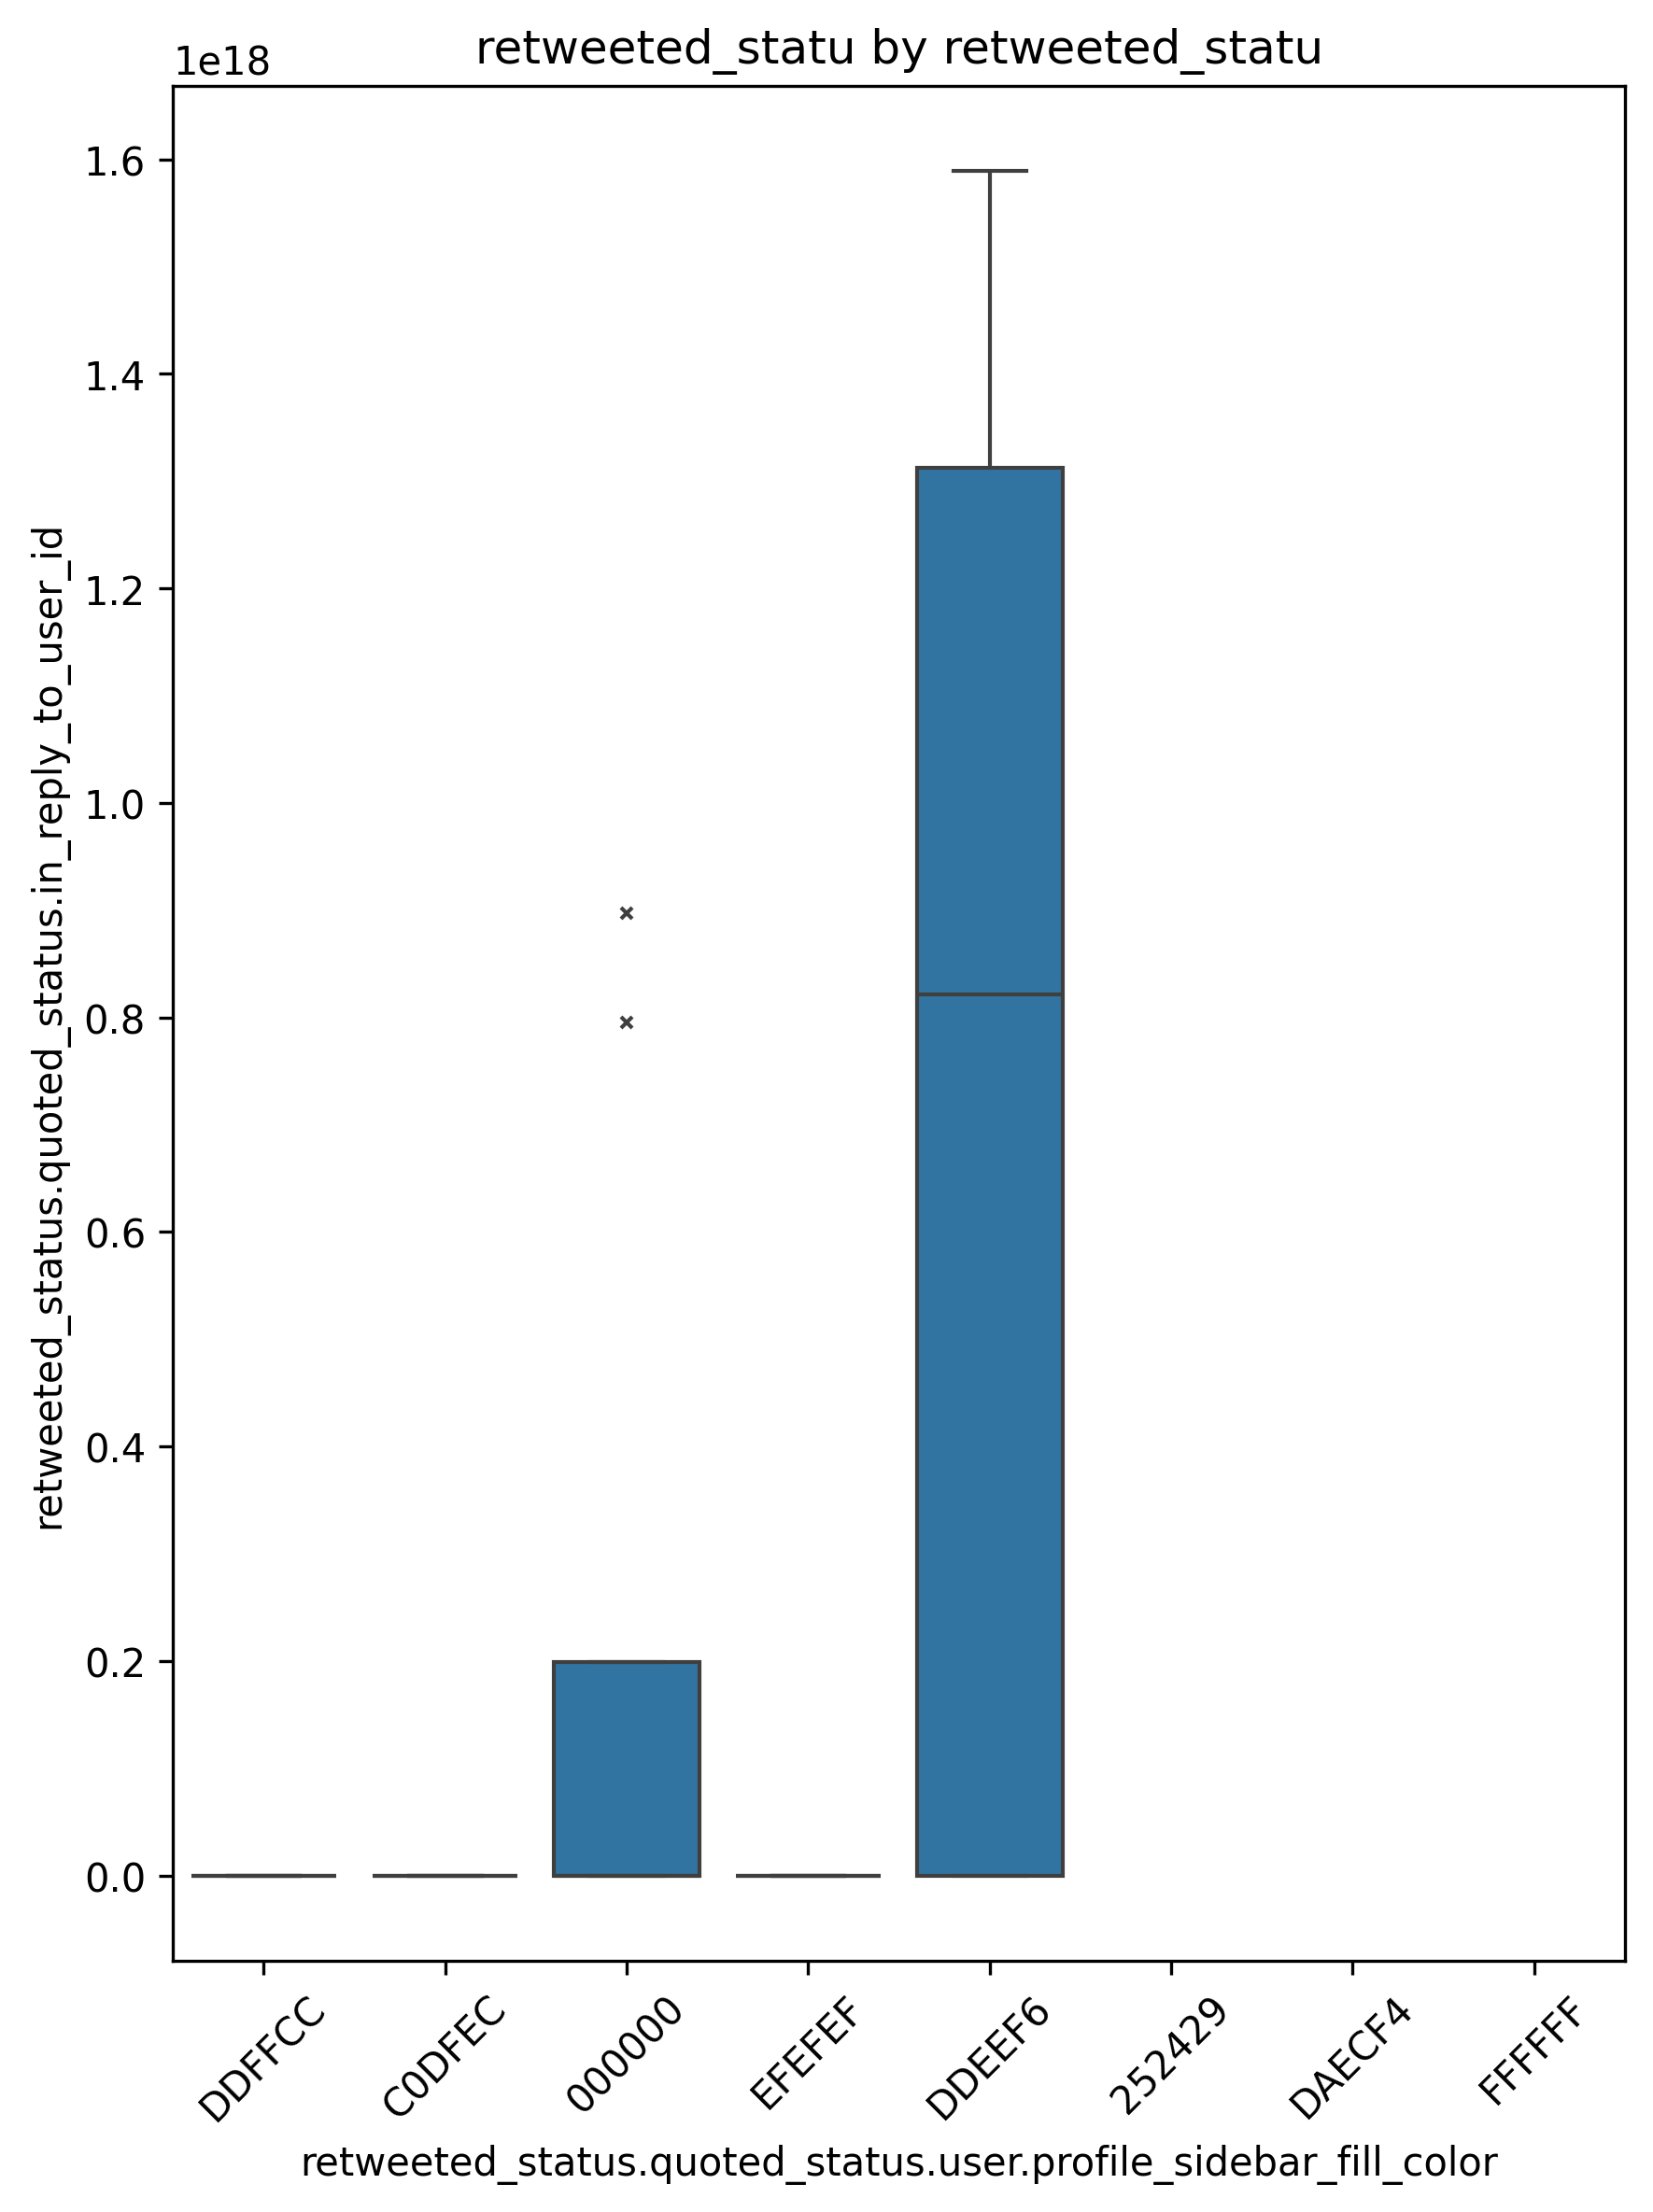 retweeted_statu by retweeted_statu
1e18
1.6
1.4
1.2
1.0
0.8
0.6
0.4
0.2
0.0
retweeted_status.quoted_status.in_reply_to_user_id
DDFFCC
C0DFEC
000000
EFEFEF
DDEEF6
252429
DAECF4
FFFFFF
retweeted_status.quoted_status.user.profile_sidebar_fill_color